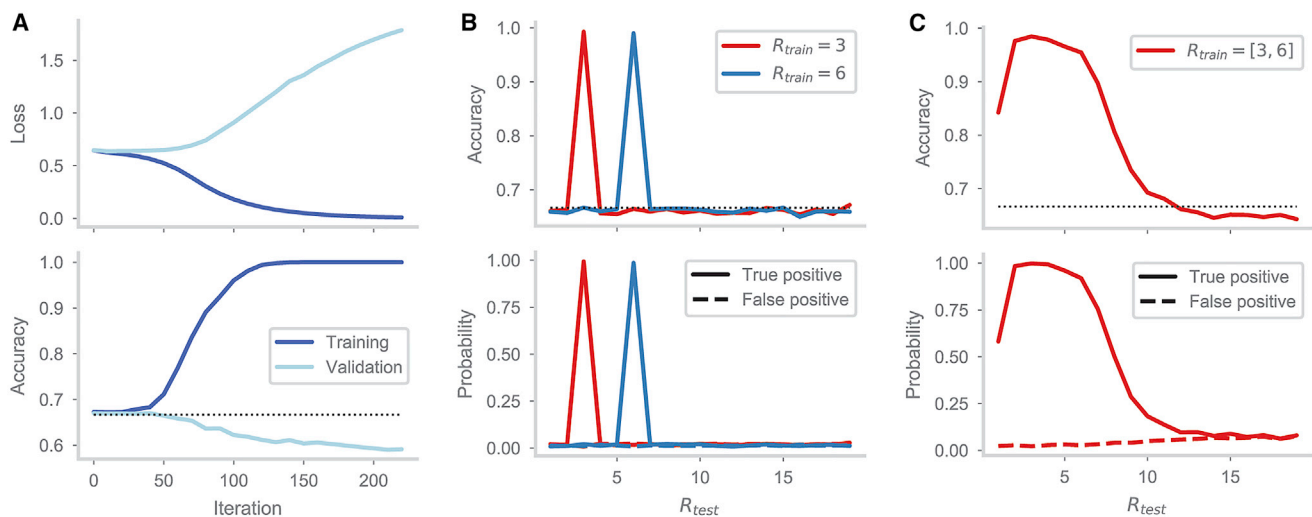 A
Loss
1.5
1.0
0.5
0.0
Accuracy
1.0
0.9
0.8
0.7
0.6
Training
Validation
0
50
100
150
200
Iteration
B
Accuracy
1.0
0.9
0.8
0.7
R_train = 3
R_train = 6
Probability
1.00
0.75
0.50
0.25
0.00
True positive
False positive
5
10
15
R_test
C
Accuracy
1.0
0.9
0.8
0.7
R_train = [3, 6]
Probability
1.00
0.75
0.50
0.25
0.00
True positive
False positive
5
10
15
R_test